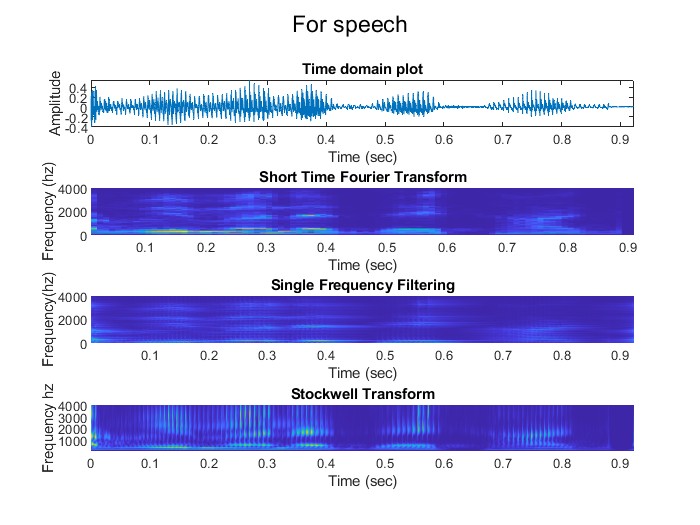 For speech
Time domain plot
Amplitude
0.4
0.2
0
-0.2
-0.4
0 0.1 0.2 0.3 0.4 0.5 0.6 0.7 0.8 0.9
Time (sec)
Short Time Fourier Transform
Frequency (hz)
4000
2000
0
0.1 0.2 0.3 0.4 0.5 0.6 0.7 0.8 0.9
Time (sec)
Single Frequency Filtering
Frequency(hz)
4000
2000
0
0.1 0.2 0.3 0.4 0.5 0.6 0.7 0.8 0.9
Time (sec)
Stockwell Transform
Frequency hz
4000
3000
2000
1000
0 0.1 0.2 0.3 0.4 0.5 0.6 0.7 0.8 0.9
Time (sec)